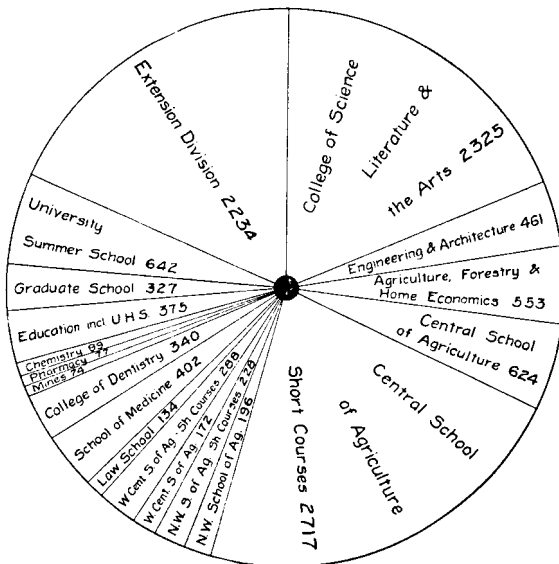 College of Science
Literature &
the Arts 2325
Engineering & Architecture 461
Agriculture, Forestry &
Home Economics 553
Central School
of Agriculture 624
Central School
of Agriculture
Short Courses 2717
N.W. School of Ag. 196
N.W. S. of Ag. Sh Courses 228
W. Cent. S. of Ag. 172
W. Cent S. of Ag. Sh Courses 288
Law School 134
School of Medicine 402
College of Dentistry 340
Mines 74
Pharmacy 77
Chemistry 89
Education incl. U.H.S. 375
Graduate School 327
University
Summer School 642
Extension Division 2234